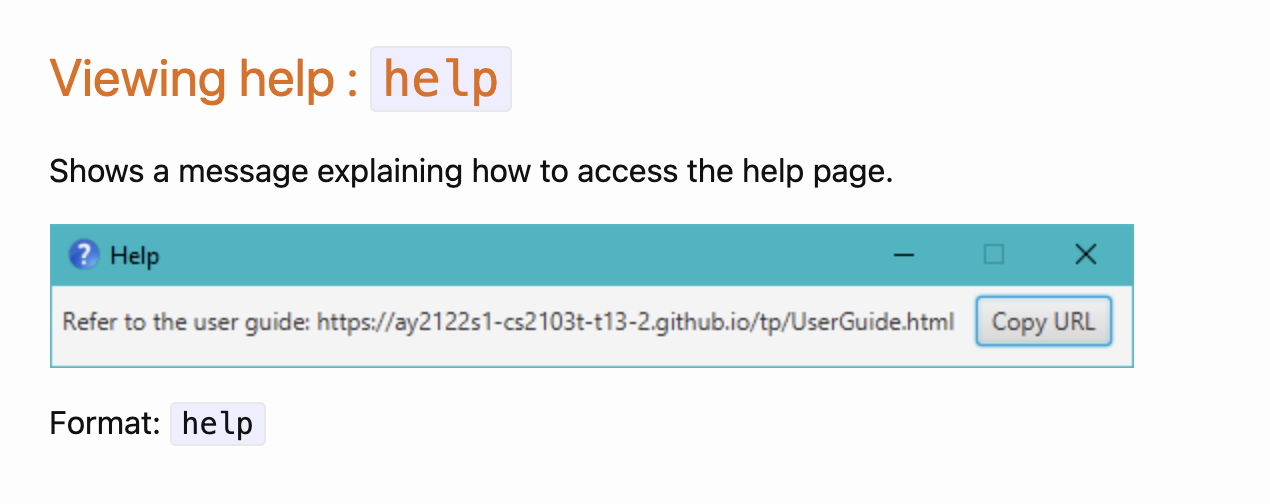 Viewing help : help
Shows a message explaining how to access the help page.
Help
Refer to the user guide: https://ay2122s1-cs2103t-t13-2.github.io/tp/UserGuide.html Copy URL
Format: help